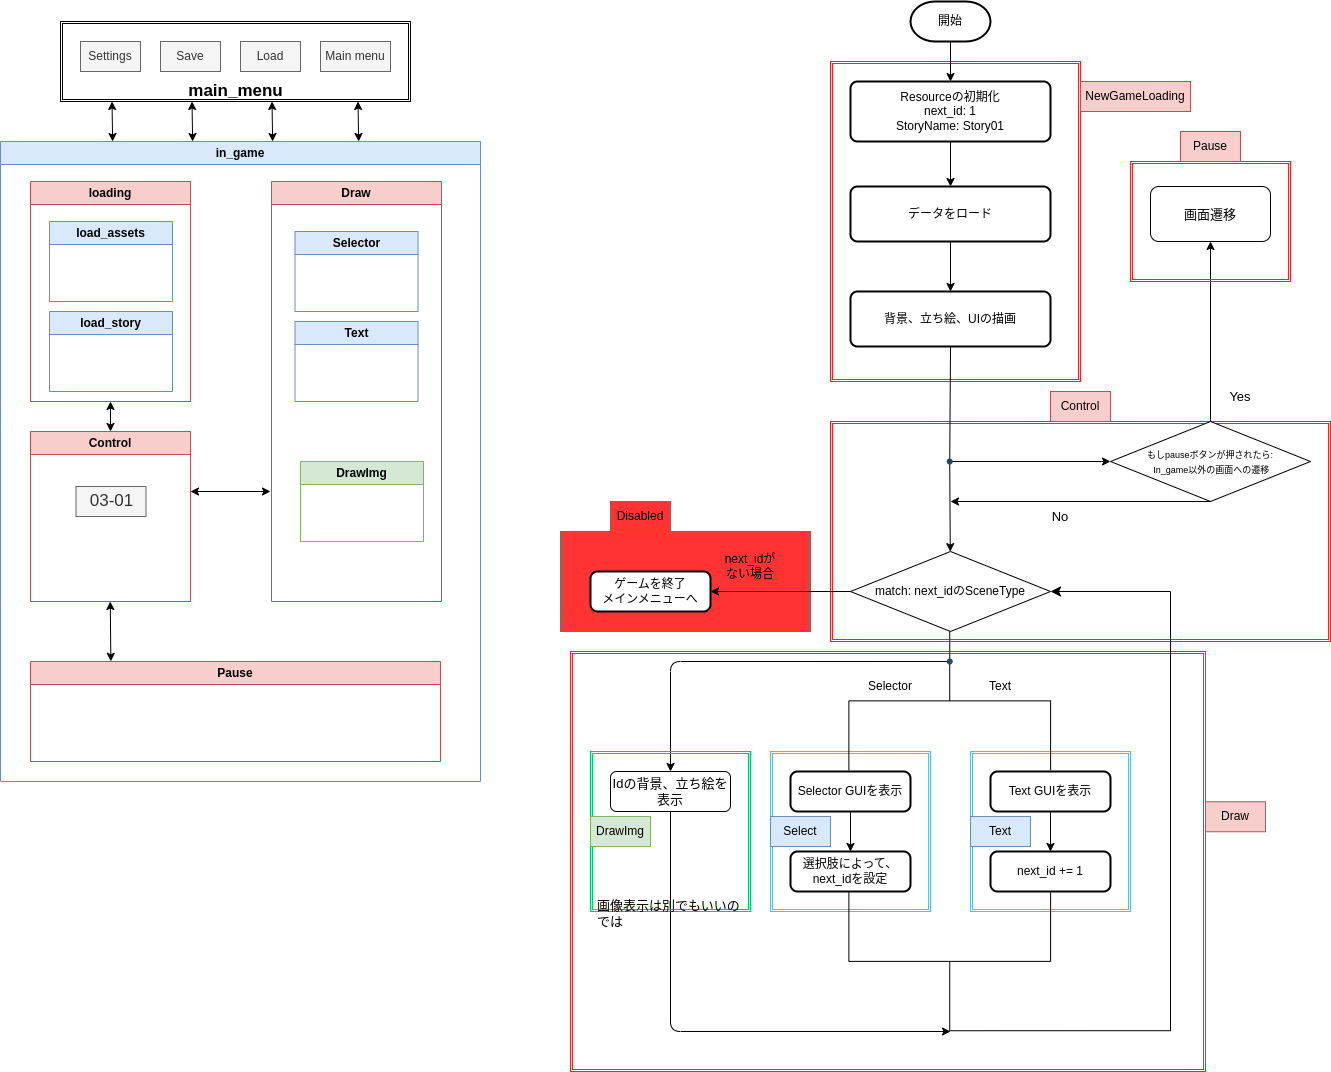 Settings
Save
Load
Main menu
main_menu
in_game
loading
load_assets
load_story
Control
03-01
Draw
Selector
Text
DrawImg
Pause
開始
NewGameLoading
Resourceの初期化
next_id: 1
StoryName: Story01
データをロード
背景、立ち絵、UIの描画
Pause
画面遷移
Yes
Control
もしpauseボタンが押されたら:
In_game以外の画面への遷移
No
match: next_idのSceneType
Disabled
next_idが
ない場合
ゲームを終了
メインメニューへ
Selector
Text
Idの背景、立ち絵を
表示
DrawImg
画像表示は別でもいいの
では
Selector GUIを表示
Select
選択肢によって、
next_idを設定
Text GUIを表示
Text
next_id += 1
Draw